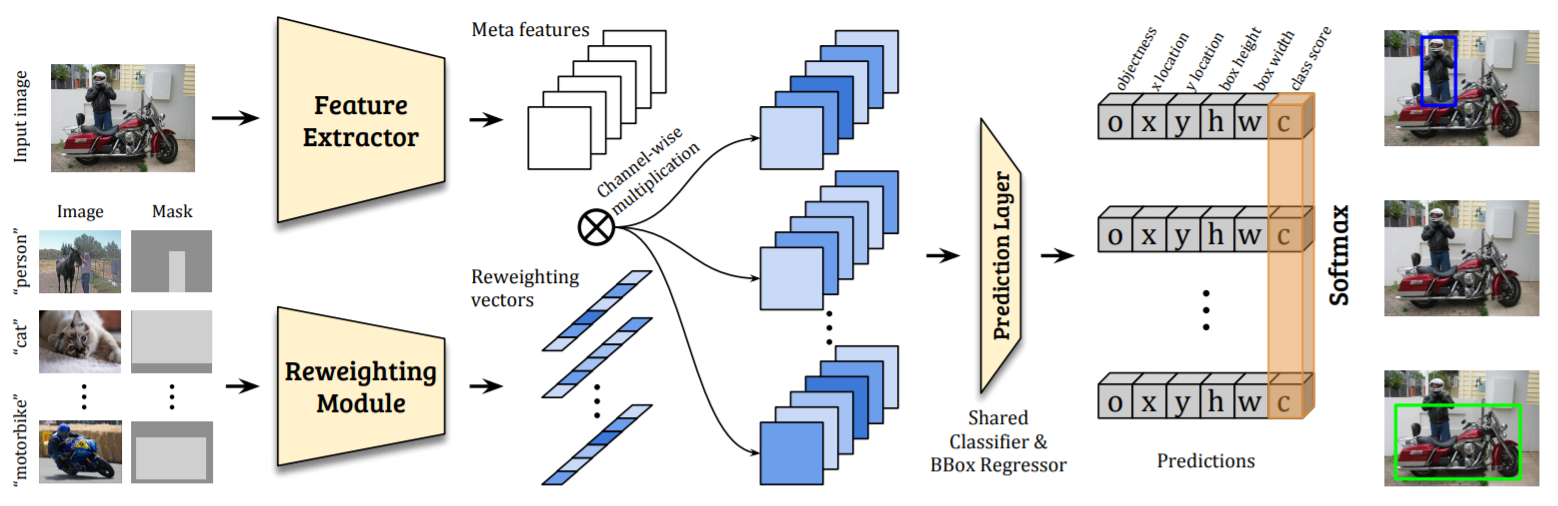 Input image
Feature
Extractor
Meta features
Channel-wise
multiplication
Image
Mask
“person”
“cat”
“motorbike”
Reweighting
Module
Reweighting
vectors
Prediction Layer
Shared
Classifier &
BBox Regressor
objectness
x location
y location
box height
box width
class score
o x y h w c
o x y h w c
o x y h w c
Predictions
Softmax